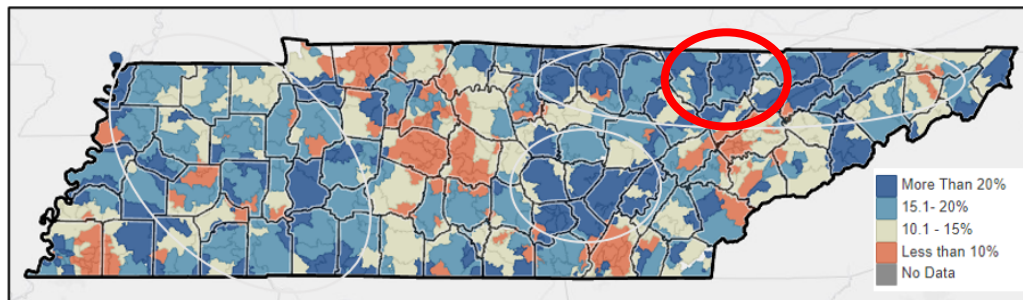 More Than 20%
15.1- 20%
10.1 - 15%
Less than 10%
No Data